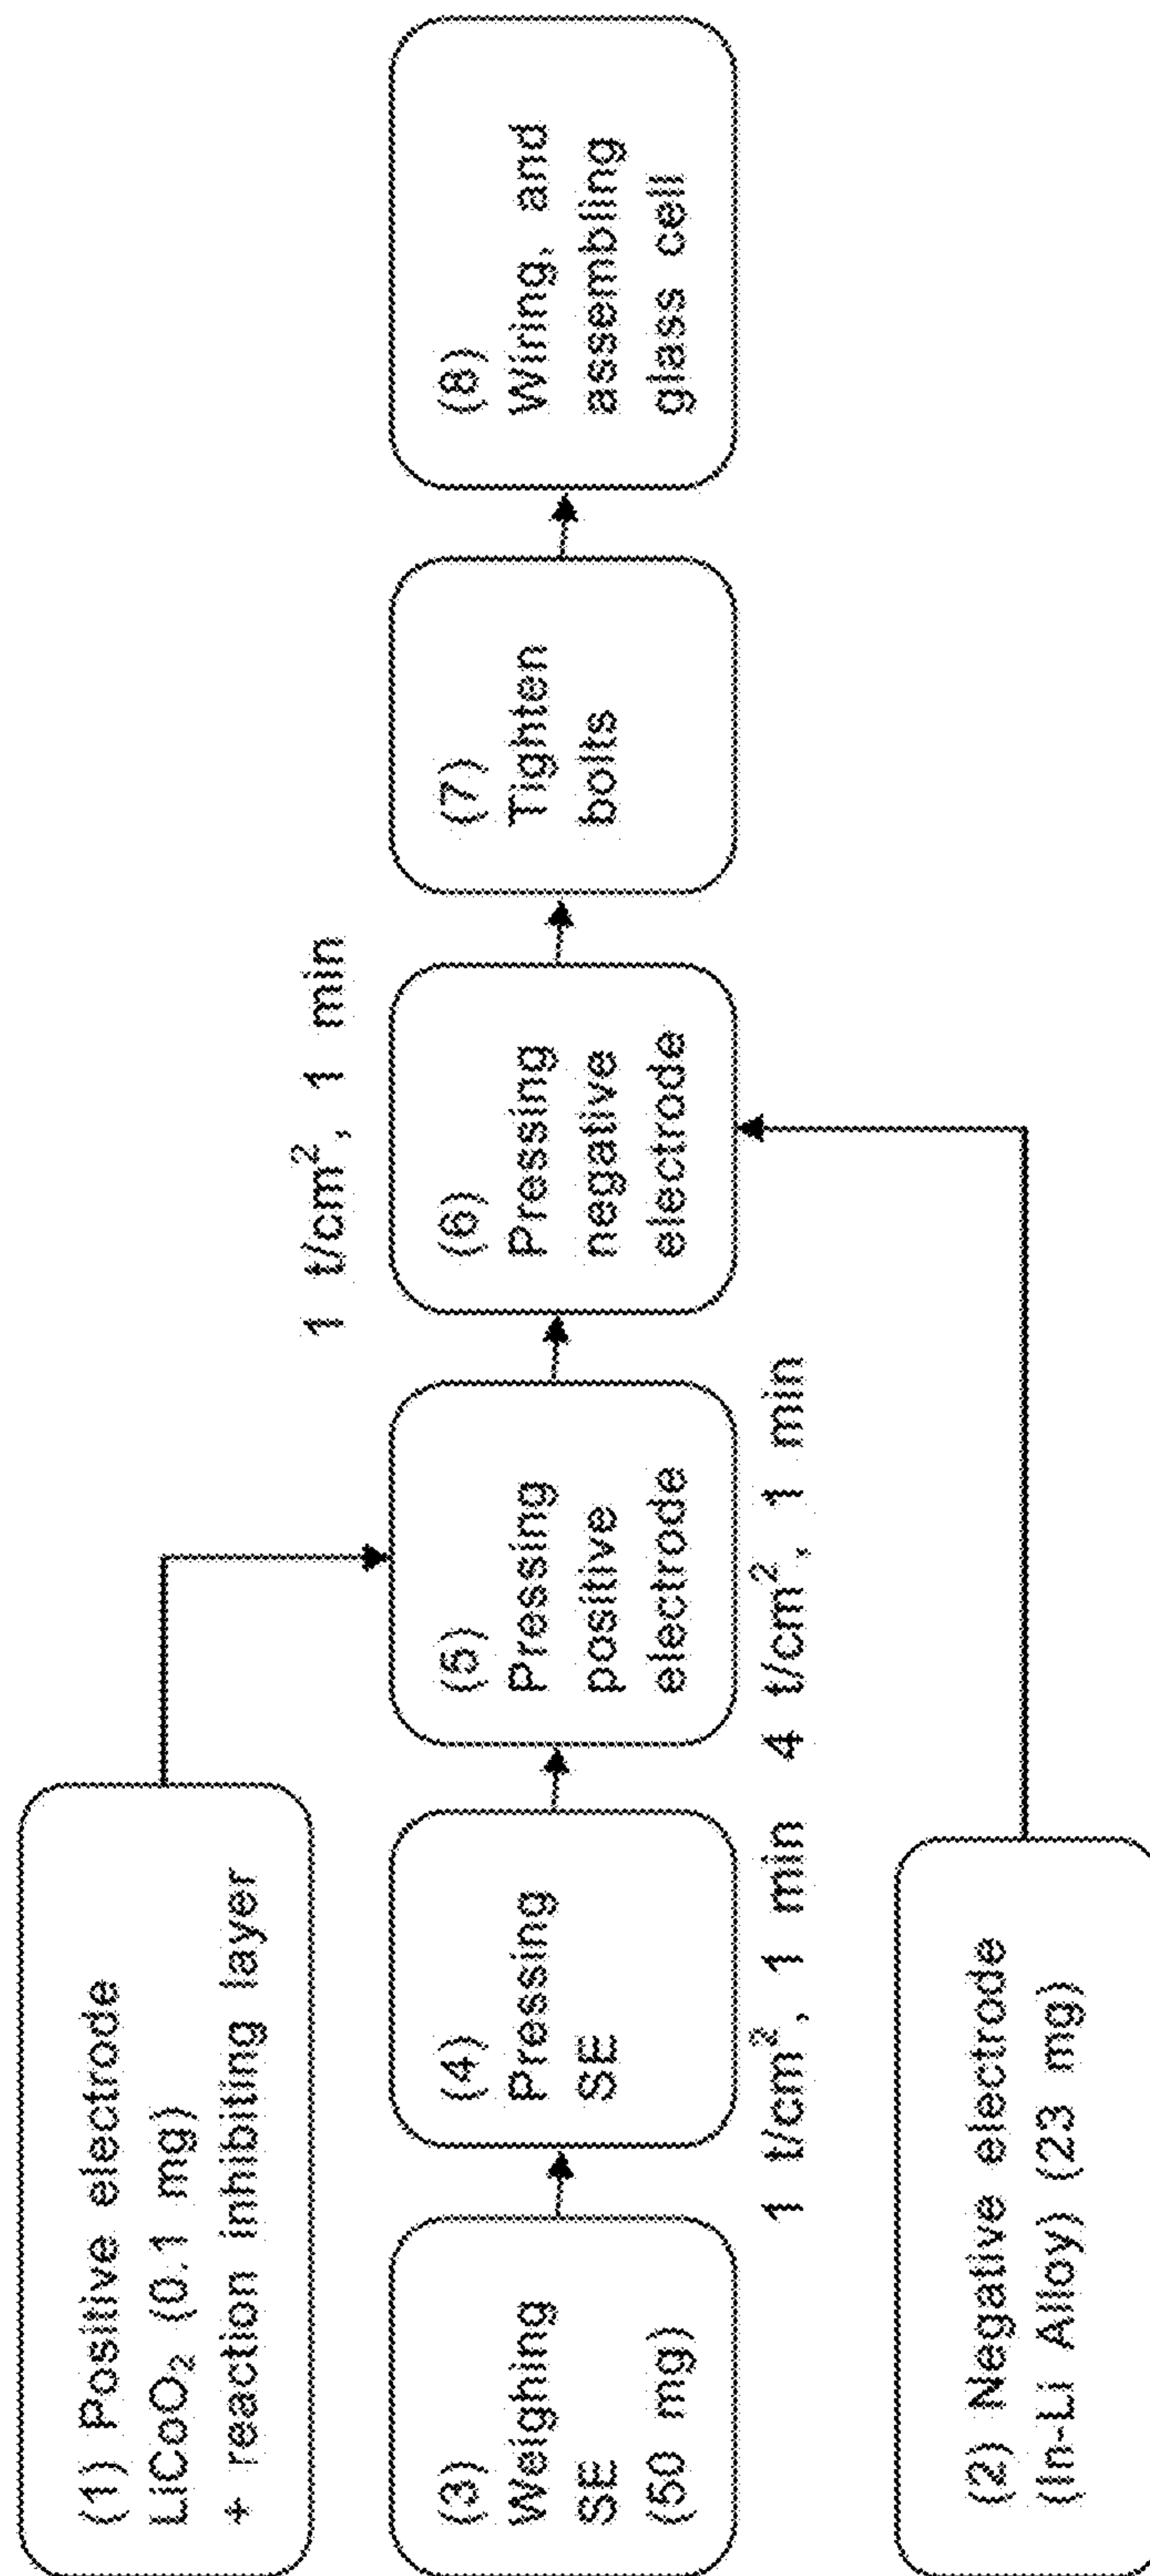 (1) Positive electrode
LiCoO₂ (0.1 mg)
+ reaction inhibiting layer
(3)
Weighing
SE
(50 mg)
(4)
Pressing
SE
1 t/cm², 1 min
(5)
Pressing
positive
electrode
4 t/cm², 1 min
(6)
Pressing
negative
electrode
1 t/cm², 1 min
(7)
Tighten
bolts
(8)
Wiring, and
assembling
glass cell
(2) Negative electrode
(In-Li Alloy) (23 mg)